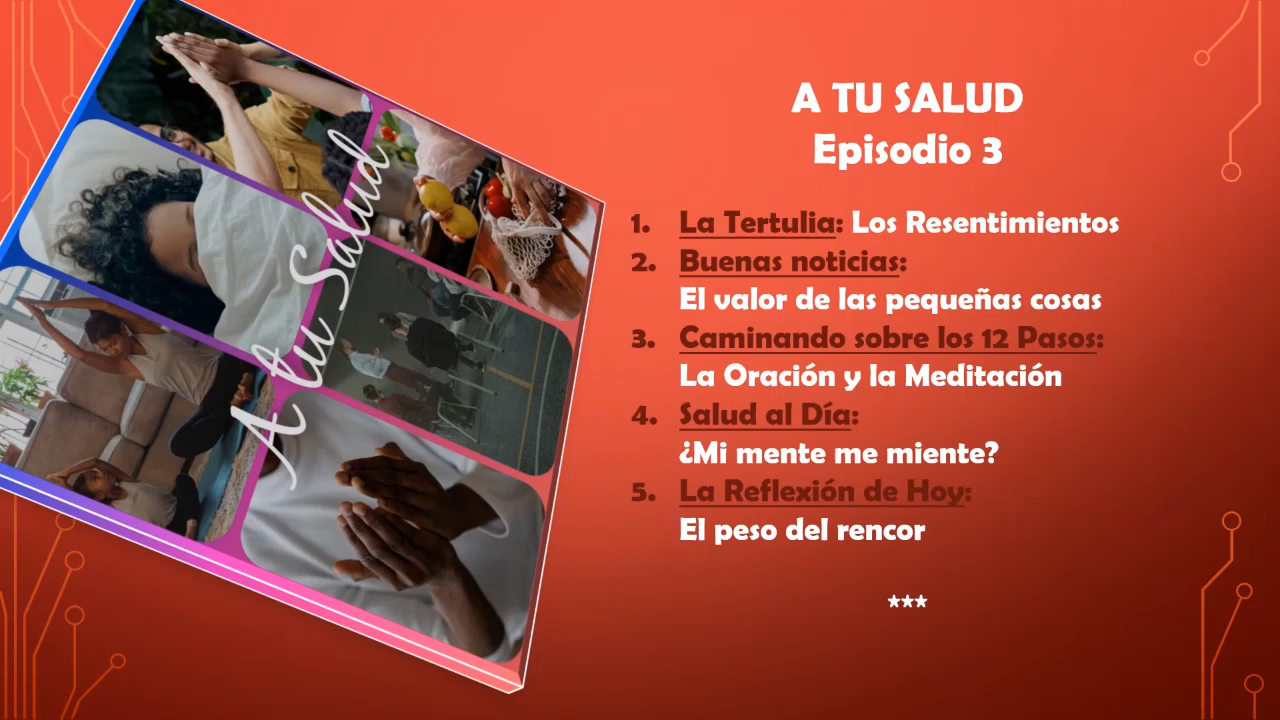 A tu Salud
A TU SALUD
Episodio 3
1. La Tertulia: Los Resentimientos
2. Buenas noticias:
El valor de las pequeñas cosas
3. Caminando sobre los 12 Pasos:
La Oración y la Meditación
4. Salud al Día:
¿Mi mente me miente?
5. La Reflexión de Hoy:
El peso del rencor
***